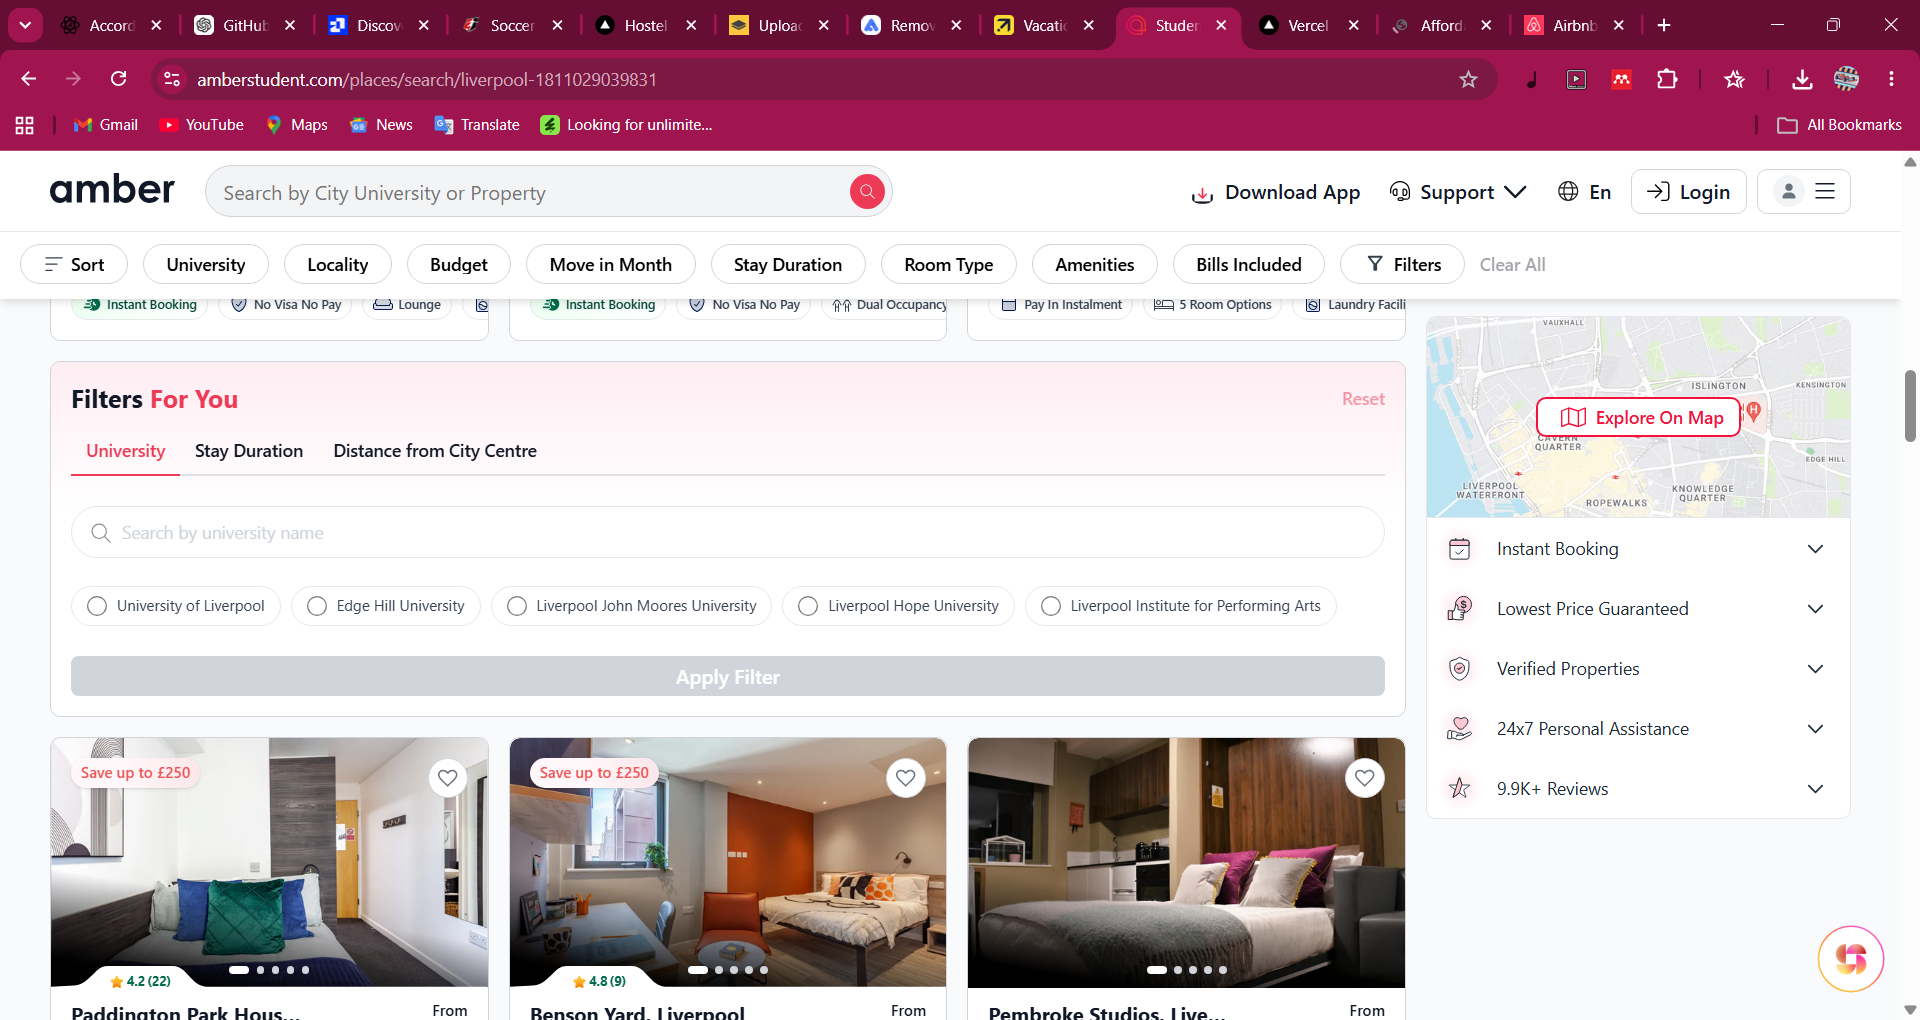 Accord
GitHub
Discov
Soccer
Hostel
Uploac
Remov
Vacatic
Studen
Vercel
Afford
Airbnb
amberstudent.com/places/search/liverpool-1811029039831
Gmail
YouTube
Maps
News
Translate
Looking for unlimite...
All Bookmarks
amber
Search by City University or Property
Download App
Support
En
Login
Sort
University
Locality
Budget
Move in Month
Stay Duration
Room Type
Amenities
Bills Included
Filters
Clear All
Instant Booking
No Visa No Pay
Lounge
Instant Booking
No Visa No Pay
Dual Occupancy
Pay In Instalment
5 Room Options
Laundry Facili
Filters For You
Reset
University
Stay Duration
Distance from City Centre
Search by university name
University of Liverpool
Edge Hill University
Liverpool John Moores University
Liverpool Hope University
Liverpool Institute for Performing Arts
Apply Filter
VAUXHALL
ISLINGTON
KENSINGTON
Explore On Map
H
CAVERN
QUARTER
EDGE HILL
LIVERPOOL
WATERFRONT
KNOWLEDGE
QUARTER
ROPEWALKS
Instant Booking
Lowest Price Guaranteed
Verified Properties
24x7 Personal Assistance
9.9K+ Reviews
Save up to £250
4.2 (22)
Paddington Park Hous...
From
Save up to £250
4.8 (9)
Benson Yard, Liverpool
From
Pembroke Studios, Live...
From